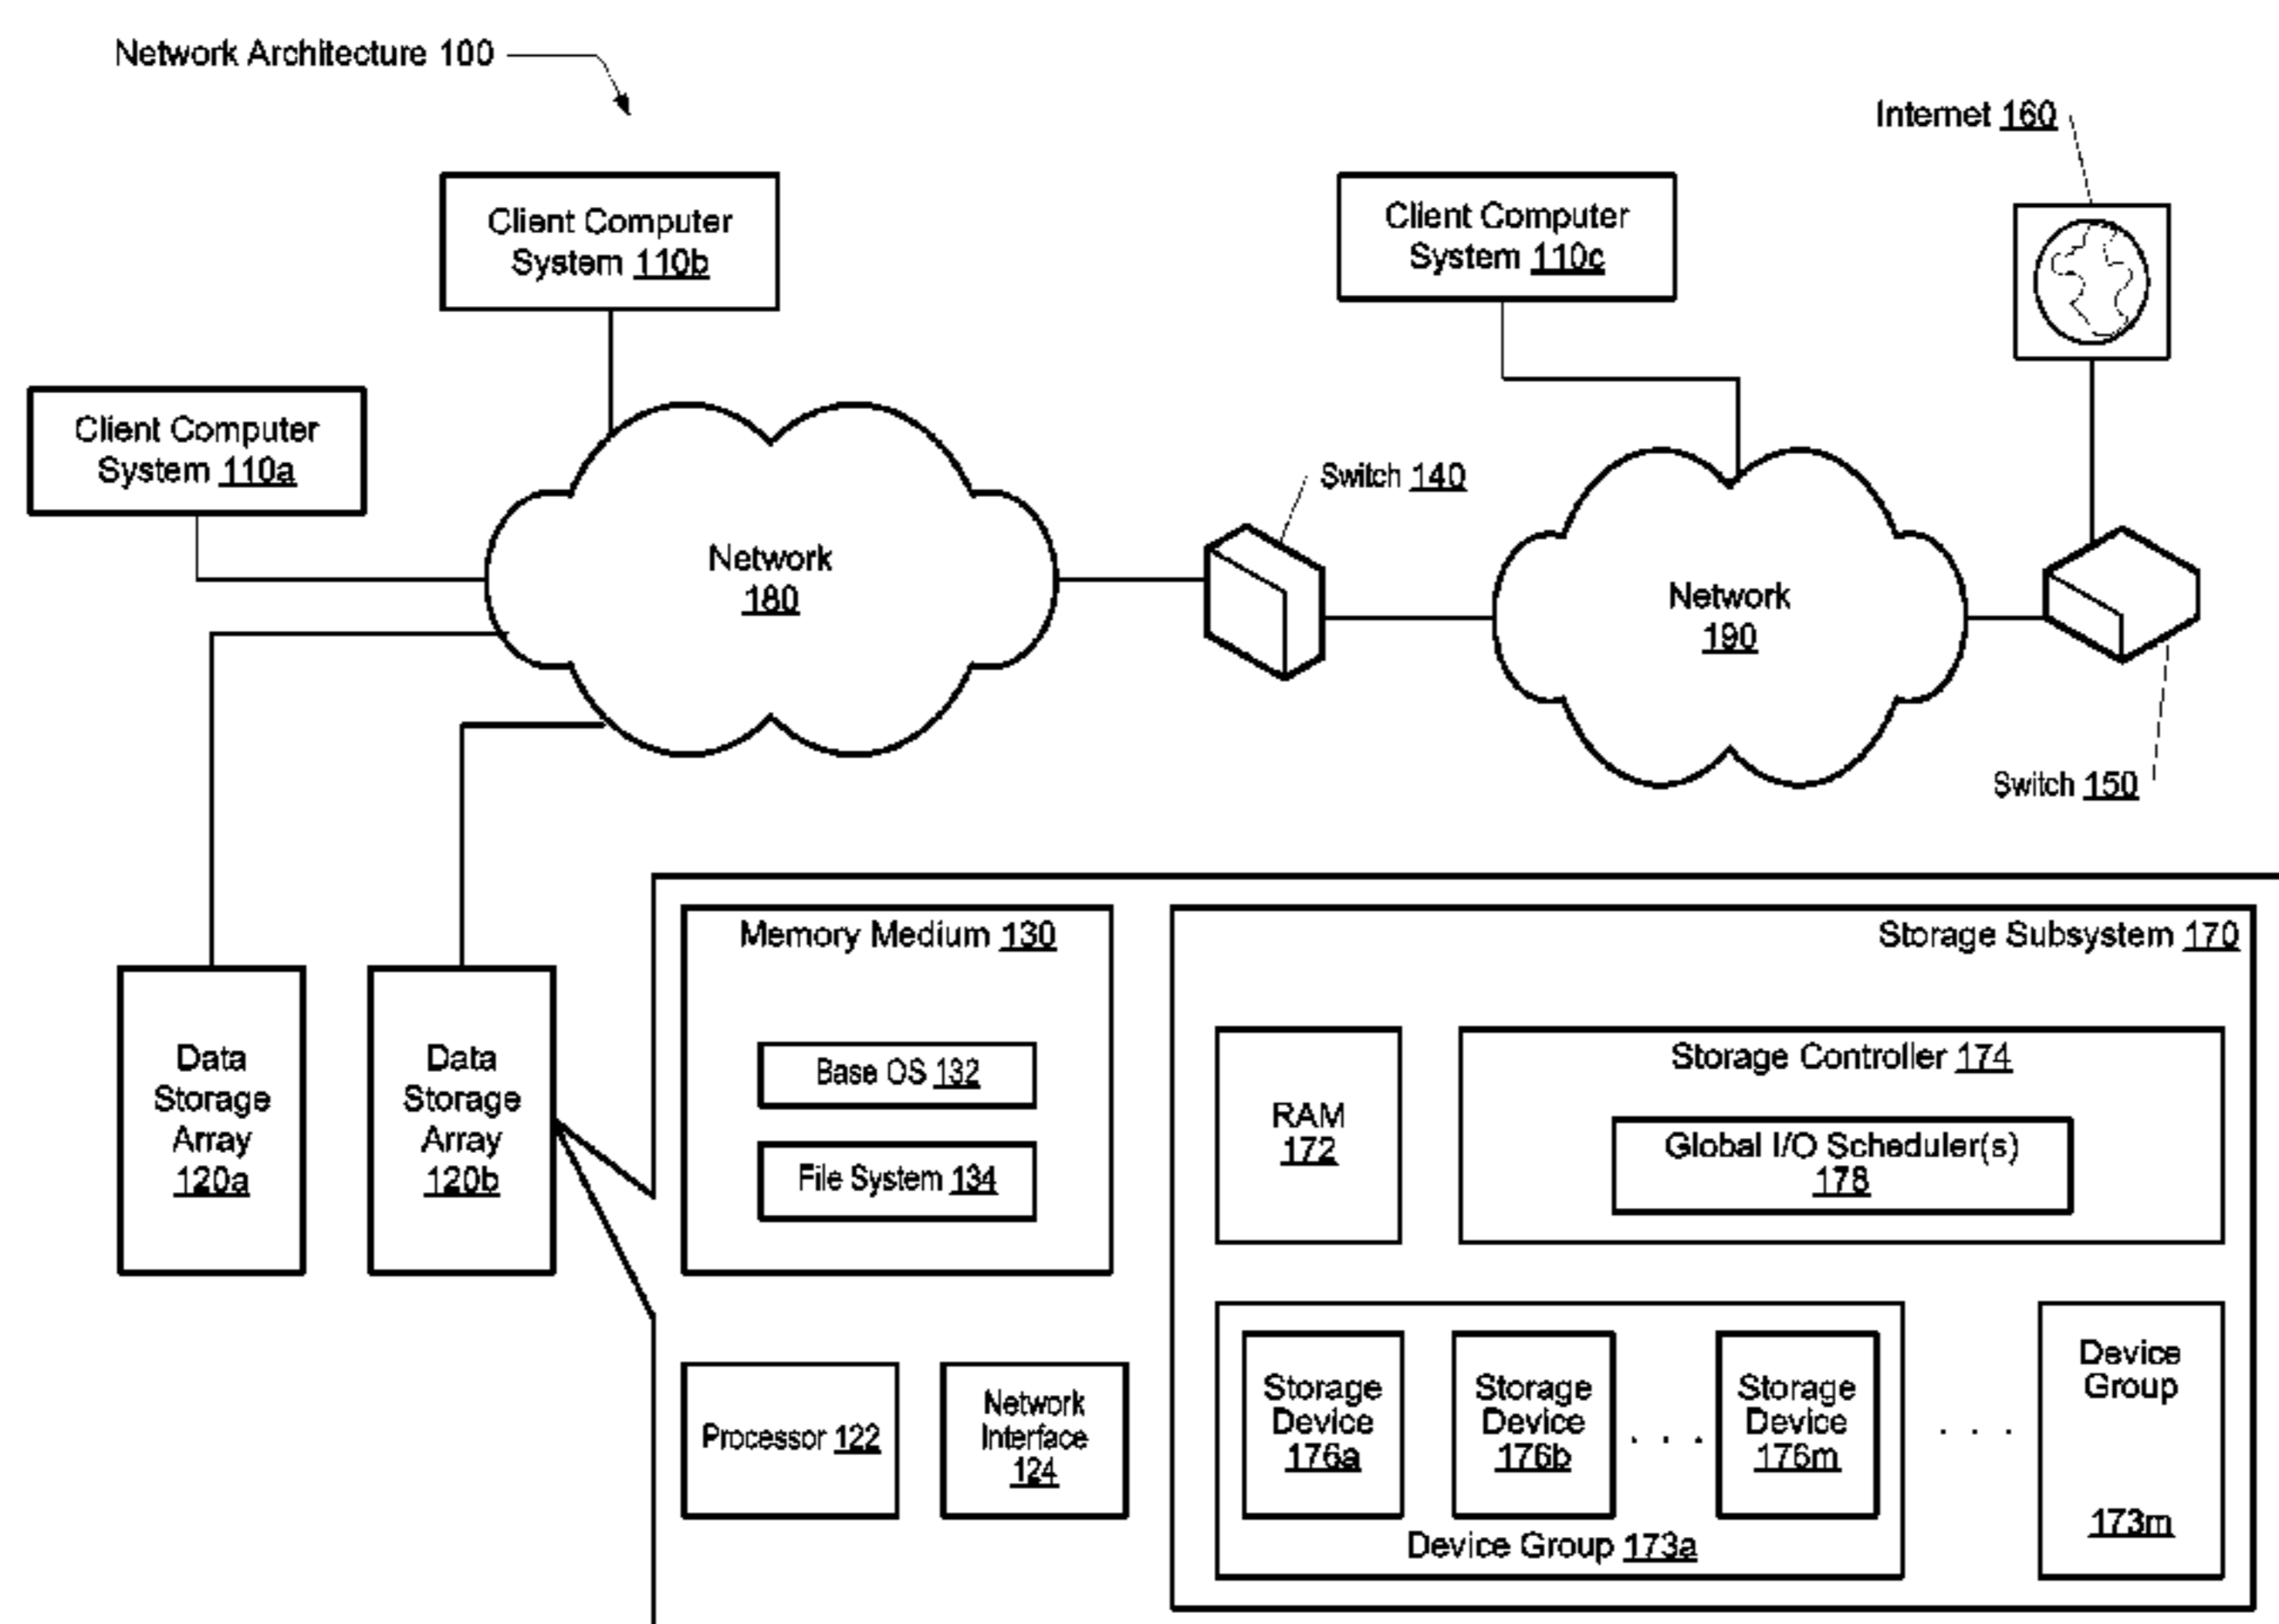 Network Architecture 100
Internet 160
Client Computer
System 110b
Client Computer
System 110c
Client Computer
System 110a
Switch 140
Network
180
Network
190
Switch 150
Memory Medium 130
Storage Subsystem 170
Data
Storage
Array
120a
Data
Storage
Array
120b
Base OS 132
File System 134
RAM
172
Storage Controller 174
Global I/O Scheduler(s)
178
Processor 122
Network
Interface
124
Storage
Device
176a
Storage
Device
176b
. . .
Storage
Device
176m
Device Group 173a
. . .
Device
Group
173m